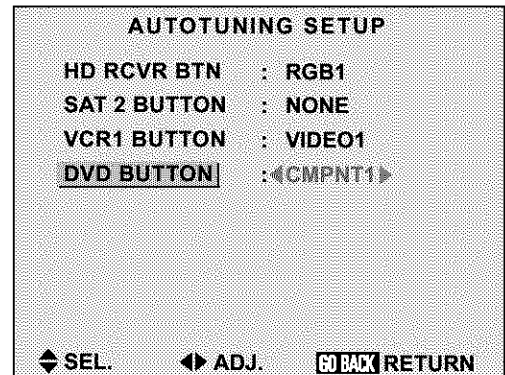 AUTOTUNING SETUP
HD RCVR BTN : RGB1
SAT 2 BUTTON : NONE
VCR1 BUTTON : VIDEO1
DVD BUTTON :◀CMPNT1▶
SEL. ADJ. GO BACK RETURN